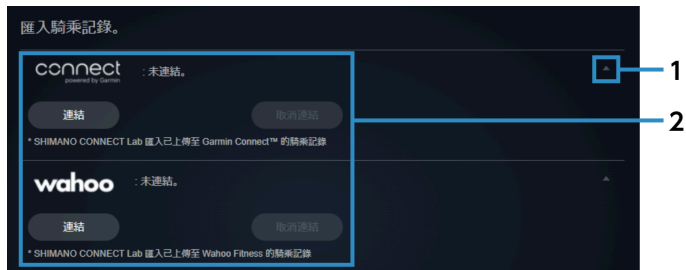 匯入騎乘記錄。
connect : 未連結。
powered by Garmin
1
連結 取消連結
2
* SHIMANO CONNECT Lab 匯入已上傳至 Garmin Connect™ 的騎乘記錄
wahoo : 未連結。
連結 取消連結
* SHIMANO CONNECT Lab 匯入已上傳至 Wahoo Fitness 的騎乘記錄